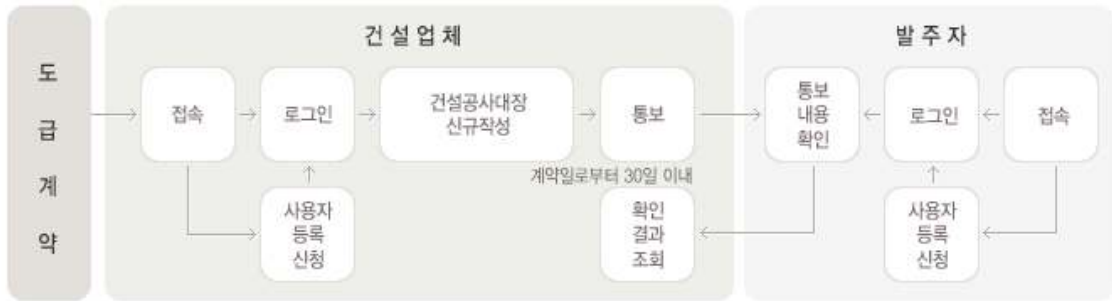 도급계약
건설업체
발주자
접속
로그인
건설공사대장
신규작성
통보
통보
내용
확인
로그인
접속
계약일로부터 30일 이내
사용자
등록
신청
확인
결과
조회
사용자
등록
신청